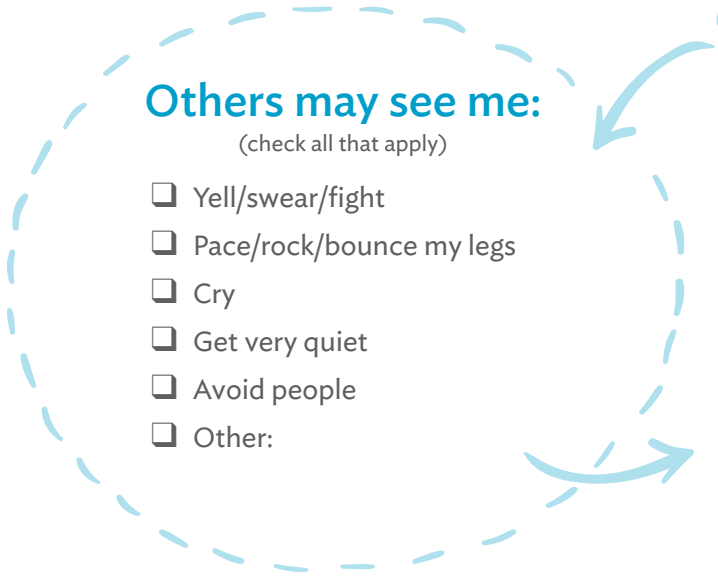 Others may see me:
(check all that apply)
❑ Yell/swear/fight
❑ Pace/rock/bounce my legs
❑ Cry
❑ Get very quiet
❑ Avoid people
❑ Other: